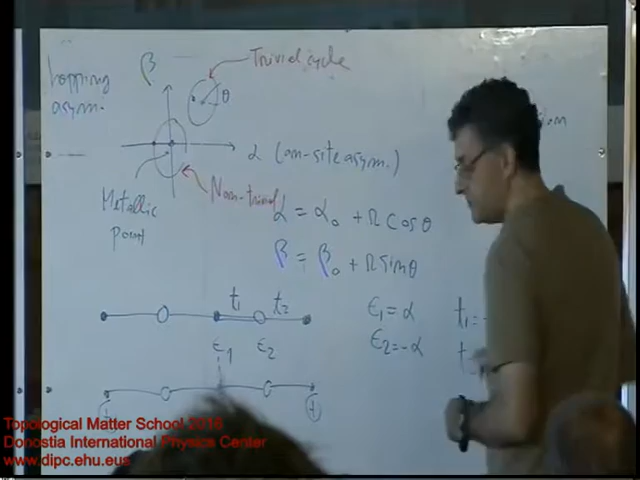 hopping
asym.
β
Trivial cycle
θ
α (on-site asym.)
Metallic
point
Non-trivial
α = α₀ + R cos θ
β = β₀ + R sin θ
t₁ t₂
ε₁ = α
ε₂ = -α
t₁ =
ε₁ ε₂
Topological Matter School 2016
Donostia International Physics Center
www.dipc.ehu.eus